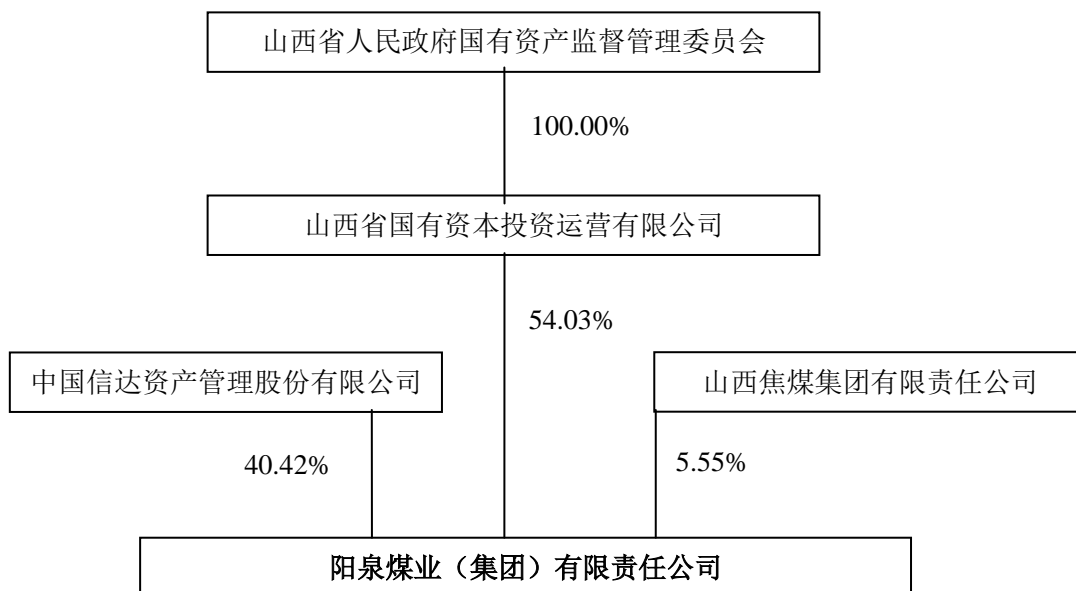 山西省人民政府国有资产监督管理委员会
100.00%
山西省国有资本投资运营有限公司
54.03%
中国信达资产管理股份有限公司
山西焦煤集团有限责任公司
40.42%
5.55%
阳泉煤业（集团）有限责任公司